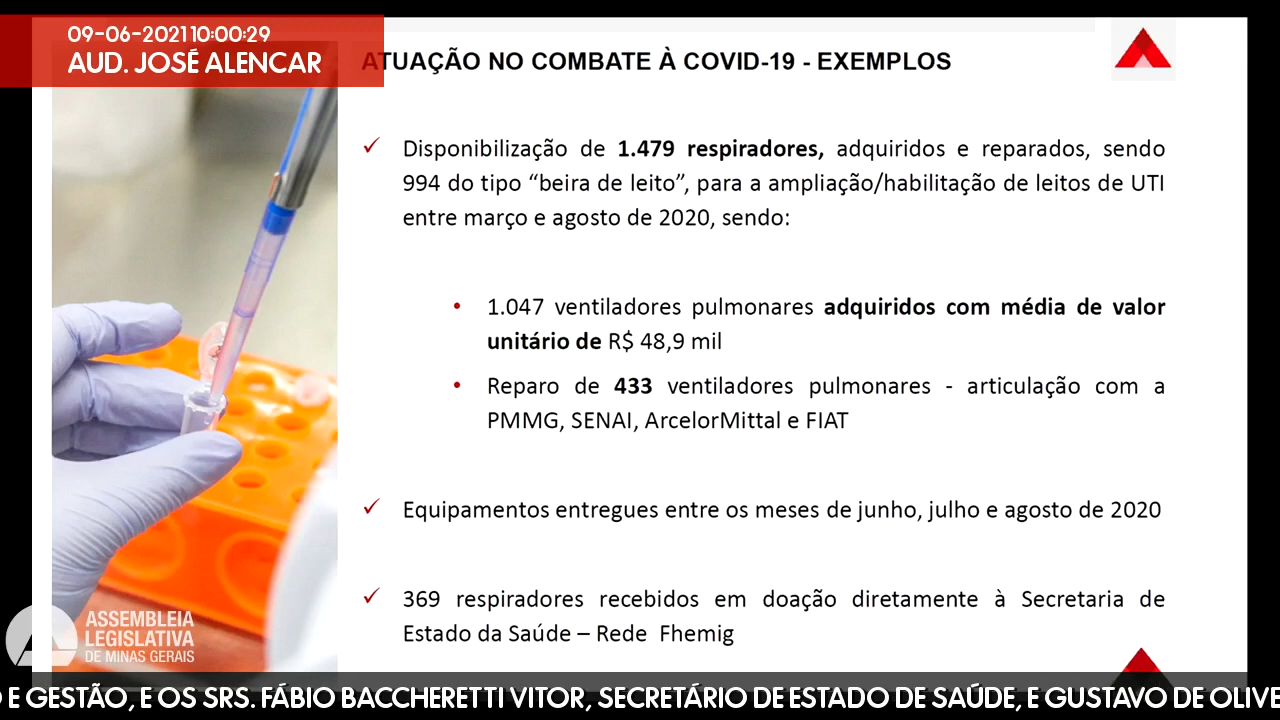 09-06-2021 10:00:29
AUD. JOSÉ ALENCAR
ATUAÇÃO NO COMBATE À COVID-19 - EXEMPLOS
✓ Disponibilização de 1.479 respiradores, adquiridos e reparados, sendo
994 do tipo “beira de leito”, para a ampliação/habilitação de leitos de UTI
entre março e agosto de 2020, sendo:
• 1.047 ventiladores pulmonares adquiridos com média de valor
unitário de R$ 48,9 mil
• Reparo de 433 ventiladores pulmonares - articulação com a
PMMG, SENAI, ArcelorMittal e FIAT
✓ Equipamentos entregues entre os meses de junho, julho e agosto de 2020
✓ 369 respiradores recebidos em doação diretamente à Secretaria de
Estado da Saúde – Rede Fhemig
ASSEMBLEIA
LEGISLATIVA
DE MINAS GERAIS
E GESTÃO, E OS SRS. FÁBIO BACCHERETTI VITOR, SECRETÁRIO DE ESTADO DE SAÚDE, E GUSTAVO DE OLIVE